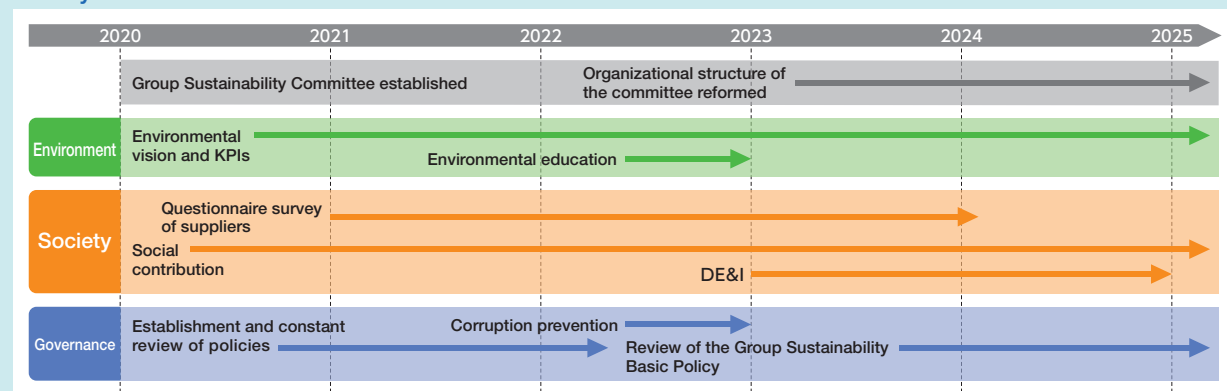 2020 2021 2022 2023 2024 2025
Group Sustainability Committee established
Organizational structure of
the committee reformed
Environment
Environmental
vision and KPIs
Environmental education
Society
Questionnaire survey
of suppliers
Social
contribution
DE&I
Governance
Establishment and constant
review of policies
Corruption prevention
Review of the Group Sustainability
Basic Policy